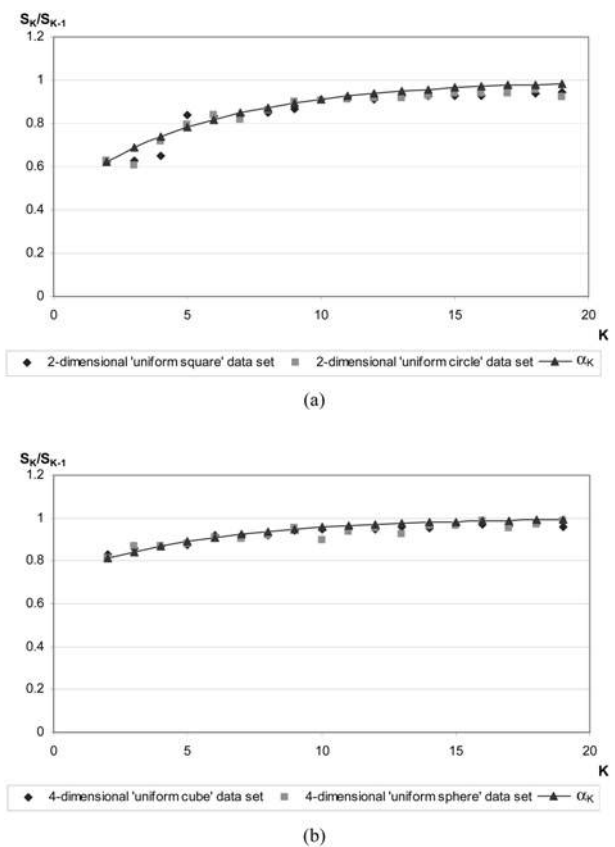 S_K/S_K-1
1.2
1
0.8
0.6
0.4
0.2
0
0 5 10 15 20
K
2-dimensional 'uniform square' data set 2-dimensional 'uniform circle' data set α_K
(a)
S_K/S_K-1
1.2
1
0.8
0.6
0.4
0.2
0
0 5 10 15 20
K
4-dimensional 'uniform cube' data set 4-dimensional 'uniform sphere' data set α_K
(b)